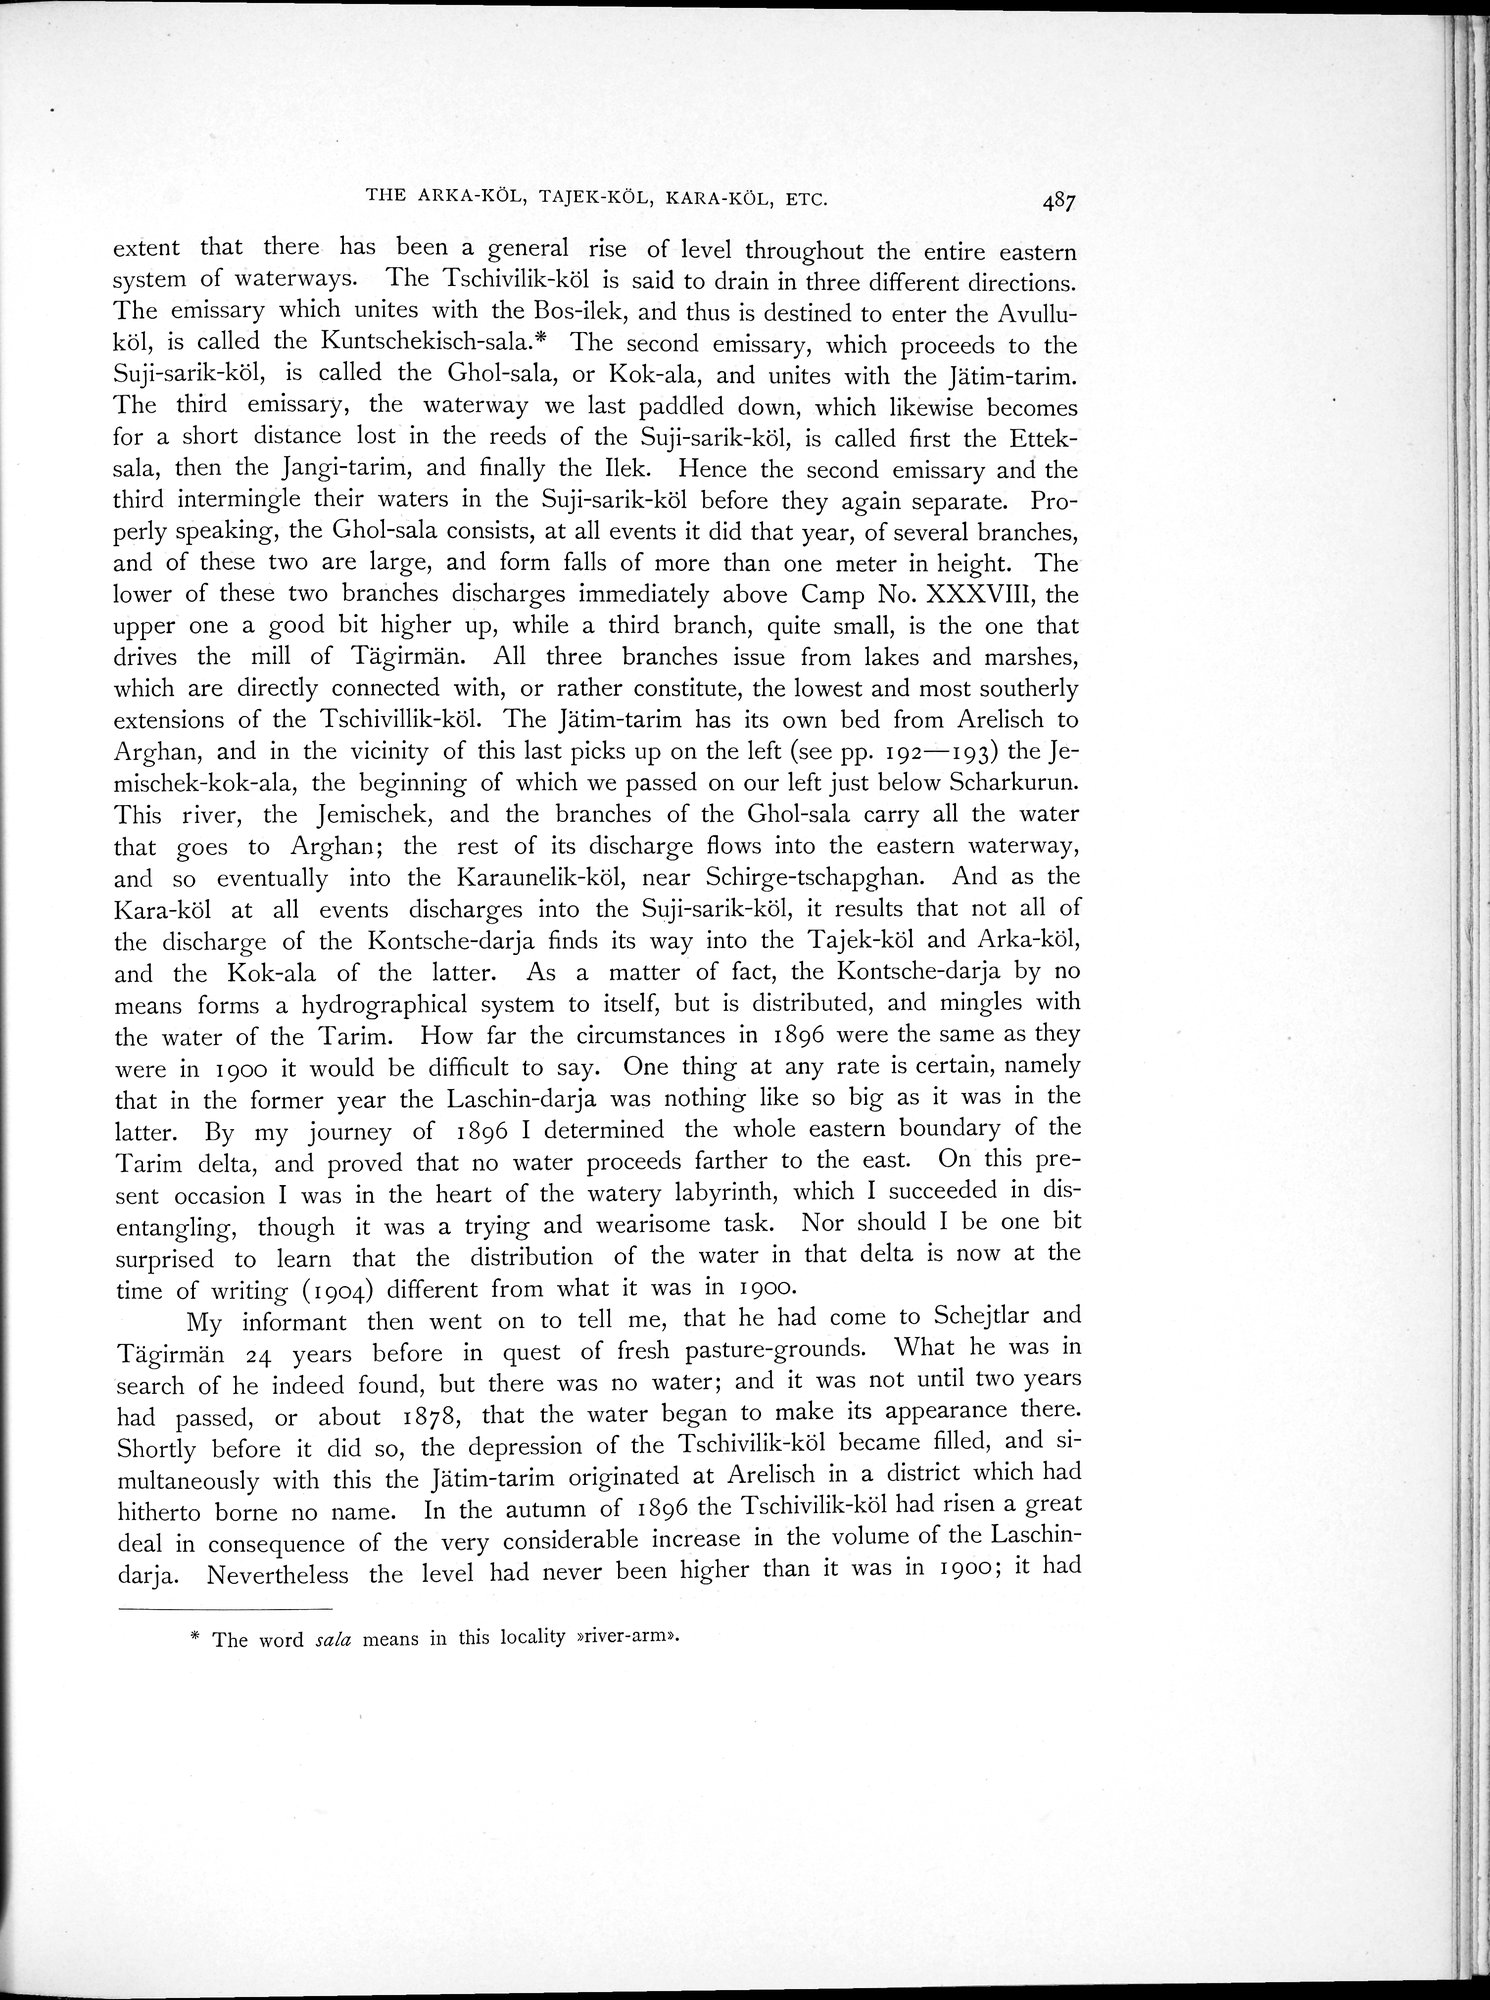 THE ARKA-KÖL, TAJEK-KÖL, KARA-KÖL, ETC. 487
extent that there has been a general rise of level throughout the entire eastern
system of waterways. The Tschivilik-köl is said to drain in three different directions.
The emissary which unites with the Bos-ilek, and thus is destined to enter the Avullu-
köl, is called the Kuntschekisch-sala.* The second emissary, which proceeds to the
Suji-sarik-köl, is called the Ghol-sala, or Kok-ala, and unites with the Jätim-tarim.
The third emissary, the waterway we last paddled down, which likewise becomes
for a short distance lost in the reeds of the Suji-sarik-köl, is called first the Ettek-
sala, then the Jangi-tarim, and finally the Ilek. Hence the second emissary and the
third intermingle their waters in the Suji-sarik-köl before they again separate. Pro-
perly speaking, the Ghol-sala consists, at all events it did that year, of several branches,
and of these two are large, and form falls of more than one meter in height. The
lower of these two branches discharges immediately above Camp No. XXXVIII, the
upper one a good bit higher up, while a third branch, quite small, is the one that
drives the mill of Tägirmän. All three branches issue from lakes and marshes,
which are directly connected with, or rather constitute, the lowest and most southerly
extensions of the Tschivillik-köl. The Jätim-tarim has its own bed from Arelisch to
Arghan, and in the vicinity of this last picks up on the left (see pp. 192—193) the Je-
mischek-kok-ala, the beginning of which we passed on our left just below Scharkurun.
This river, the Jemischek, and the branches of the Ghol-sala carry all the water
that goes to Arghan; the rest of its discharge flows into the eastern waterway,
and so eventually into the Karaunelik-köl, near Schirge-tschapghan. And as the
Kara-köl at all events discharges into the Suji-sarik-köl, it results that not all of
the discharge of the Kontsche-darja finds its way into the Tajek-köl and Arka-köl,
and the Kok-ala of the latter. As a matter of fact, the Kontsche-darja by no
means forms a hydrographical system to itself, but is distributed, and mingles with
the water of the Tarim. How far the circumstances in 1896 were the same as they
were in 1900 it would be difficult to say. One thing at any rate is certain, namely
that in the former year the Laschin-darja was nothing like so big as it was in the
latter. By my journey of 1896 I determined the whole eastern boundary of the
Tarim delta, and proved that no water proceeds farther to the east. On this pre-
sent occasion I was in the heart of the watery labyrinth, which I succeeded in dis-
entangling, though it was a trying and wearisome task. Nor should I be one bit
surprised to learn that the distribution of the water in that delta is now at the
time of writing (1904) different from what it was in 1900.
My informant then went on to tell me, that he had come to Schejtlar and
Tägirmän 24 years before in quest of fresh pasture-grounds. What he was in
search of he indeed found, but there was no water; and it was not until two years
had passed, or about 1878, that the water began to make its appearance there.
Shortly before it did so, the depression of the Tschivilik-köl became filled, and si-
multaneously with this the Jätim-tarim originated at Arelisch in a district which had
hitherto borne no name. In the autumn of 1896 the Tschivilik-köl had risen a great
deal in consequence of the very considerable increase in the volume of the Laschin-
darja. Nevertheless the level had never been higher than it was in 1900; it had
* The word sala means in this locality »river-arm».